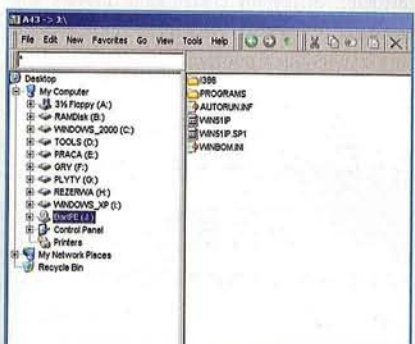 A43 -> J:\
File Edit New Favorites Go View Tools Help
Desktop
My Computer
3½ Floppy (A:)
RAMDisk (B:)
WINDOWS_2000 (C:)
TOOLS (D:)
PRACA (E:)
GRY (F:)
PLYTY (G:)
REZERWA (H:)
WINDOWS_XP (I:)
BartPE (J:)
Control Panel
Printers
My Network Places
Recycle Bin
I386
PROGRAMS
AUTORUN.INF
WIN51IP
WIN51IP.SP1
WINBOM.INI